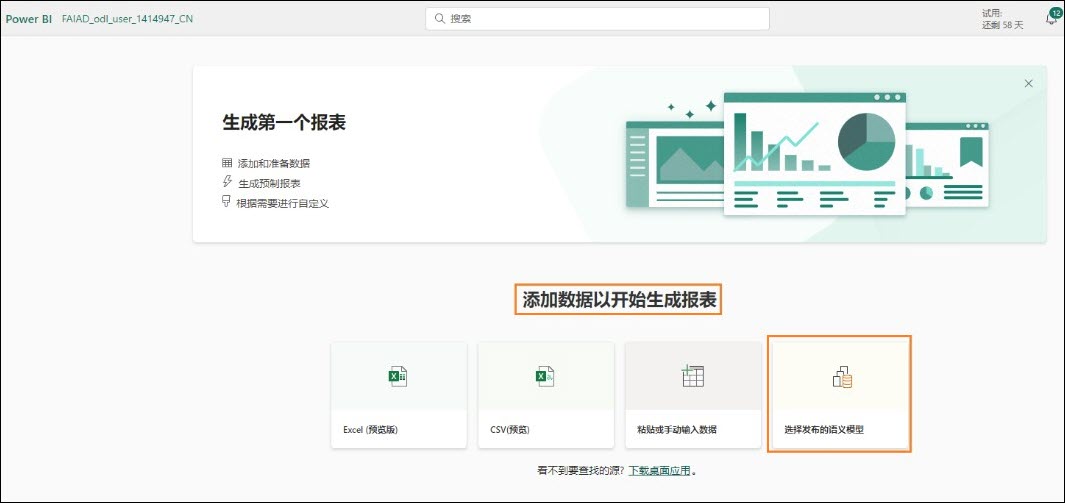 Power BI FAIAD_odl_user_1414947_CN
搜索
试用:
还剩 58 天
12
生成第一个报表
添加和准备数据
生成预制报表
根据需要进行自定义
添加数据以开始生成报表
Excel (预览版)
CSV(预览)
粘贴或手动输入数据
选择发布的语义模型
看不到要查找的源? 下载桌面应用。